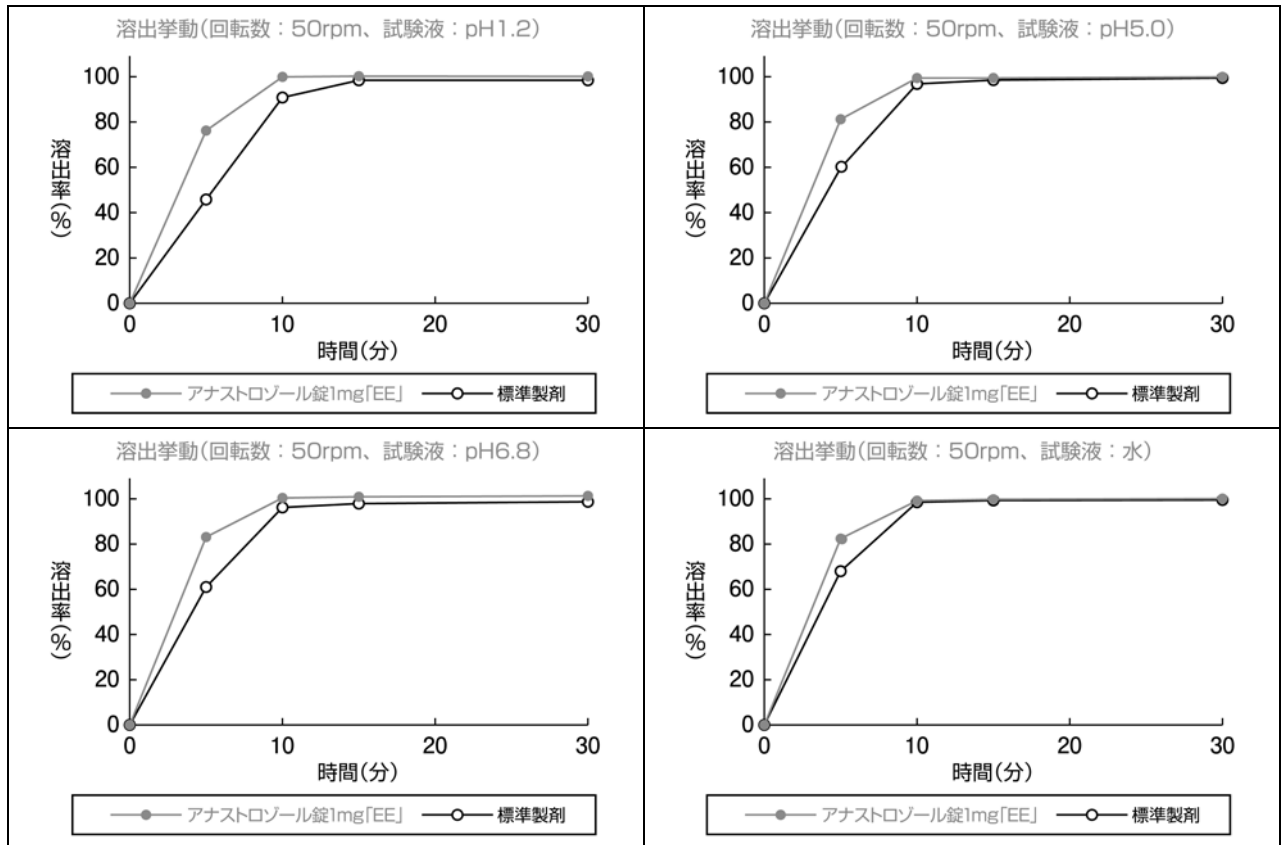 溶出挙動(回転数：50rpm、試験液：pH1.2)
100
80
60
40
20
0
溶出率(%)
0 10 20 30
時間(分)
アナストロゾール錠1mg「EE」 標準製剤
溶出挙動(回転数：50rpm、試験液：pH5.0)
100
80
60
40
20
0
溶出率(%)
0 10 20 30
時間(分)
アナストロゾール錠1mg「EE」 標準製剤
溶出挙動(回転数：50rpm、試験液：pH6.8)
100
80
60
40
20
0
溶出率(%)
0 10 20 30
時間(分)
アナストロゾール錠1mg「EE」 標準製剤
溶出挙動(回転数：50rpm、試験液：水)
100
80
60
40
20
0
溶出率(%)
0 10 20 30
時間(分)
アナストロゾール錠1mg「EE」 標準製剤